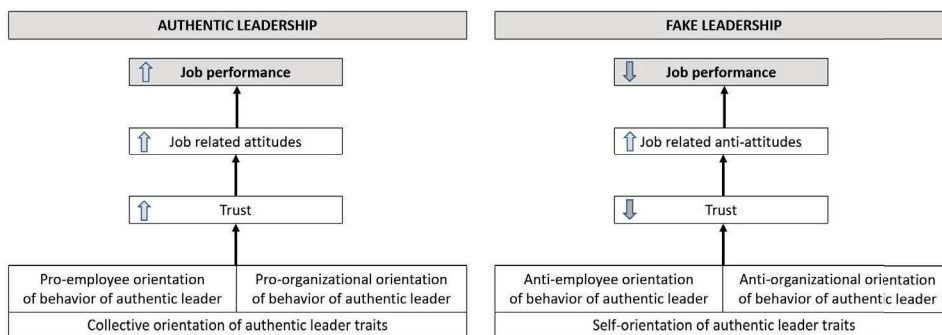 AUTHENTIC LEADERSHIP
Job performance
Job related attitudes
Trust
Pro-employee orientation
of behavior of authentic leader
Pro-organizational orientation
of behavior of authentic leader
Collective orientation of authentic leader traits
FAKE LEADERSHIP
Job performance
Job related anti-attitudes
Trust
Anti-employee orientation
of behavior of authentic leader
Anti-organizational orientation
of behavior of authentic leader
Self-orientation of authentic leader traits